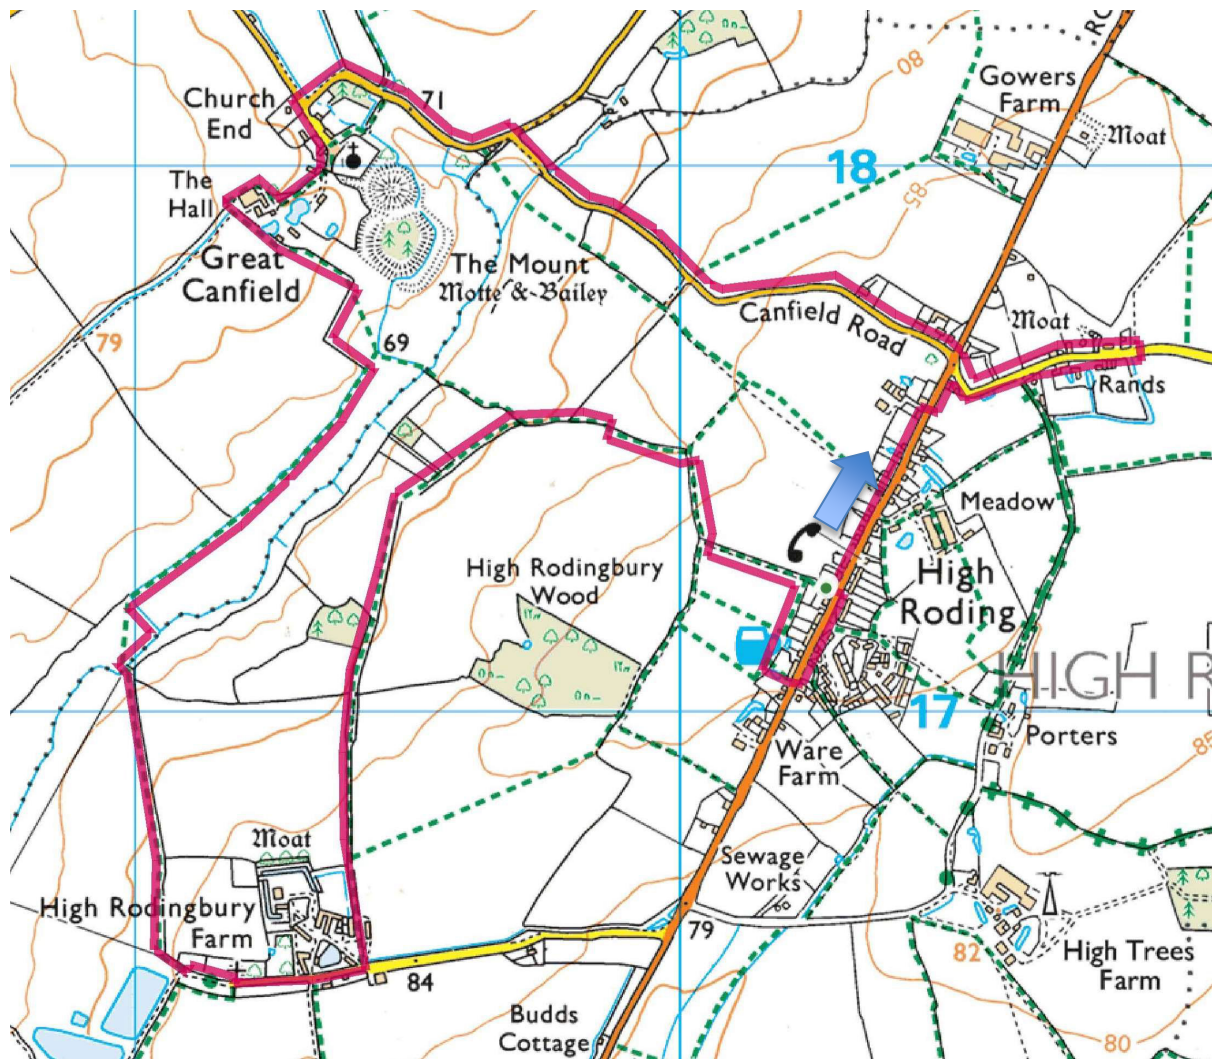 80
Gowers
Farm
Church
End
71
Moat
18
The
Hall
85
Great
Canfield
The Mount
Motte & Bailey
Canfield Road
Moat
79
69
Rands
Meadow
High Rodingbury
Wood
High
Roding
HIGH R
17
Ware
Farm
Porters
85
Moat
Sewage
Works
High Rodingbury
Farm
79
82
High Trees
Farm
84
Budds
Cottage
80